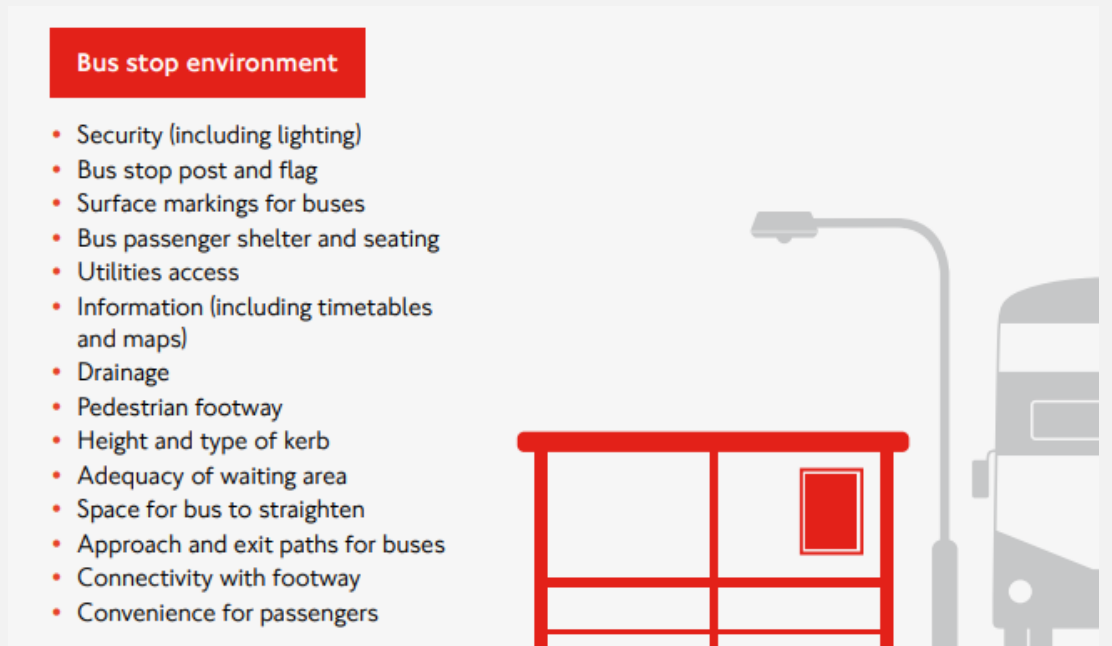 Bus stop environment
• Security (including lighting)
• Bus stop post and flag
• Surface markings for buses
• Bus passenger shelter and seating
• Utilities access
• Information (including timetables
and maps)
• Drainage
• Pedestrian footway
• Height and type of kerb
• Adequacy of waiting area
• Space for bus to straighten
• Approach and exit paths for buses
• Connectivity with footway
• Convenience for passengers